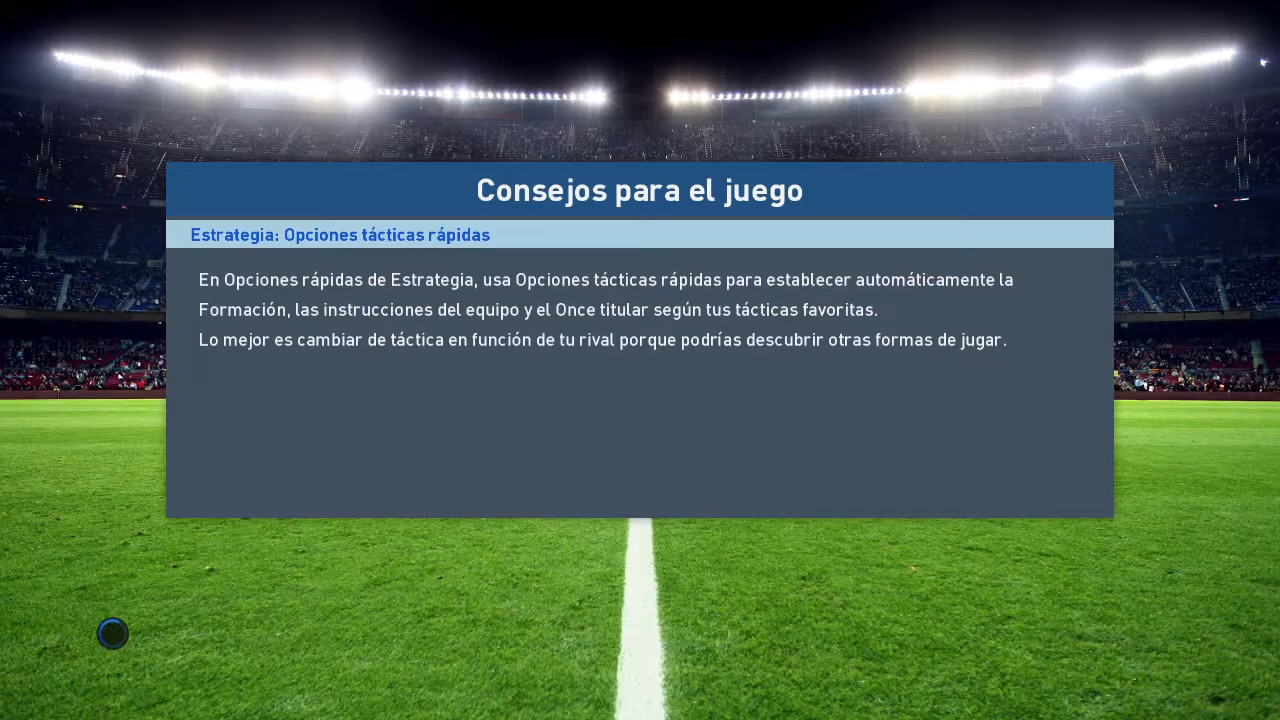 Consejos para el juego
Estrategia: Opciones tácticas rápidas
En Opciones rápidas de Estrategia, usa Opciones tácticas rápidas para establecer automáticamente la
Formación, las instrucciones del equipo y el Once titular según tus tácticas favoritas.
Lo mejor es cambiar de táctica en función de tu rival porque podrías descubrir otras formas de jugar.